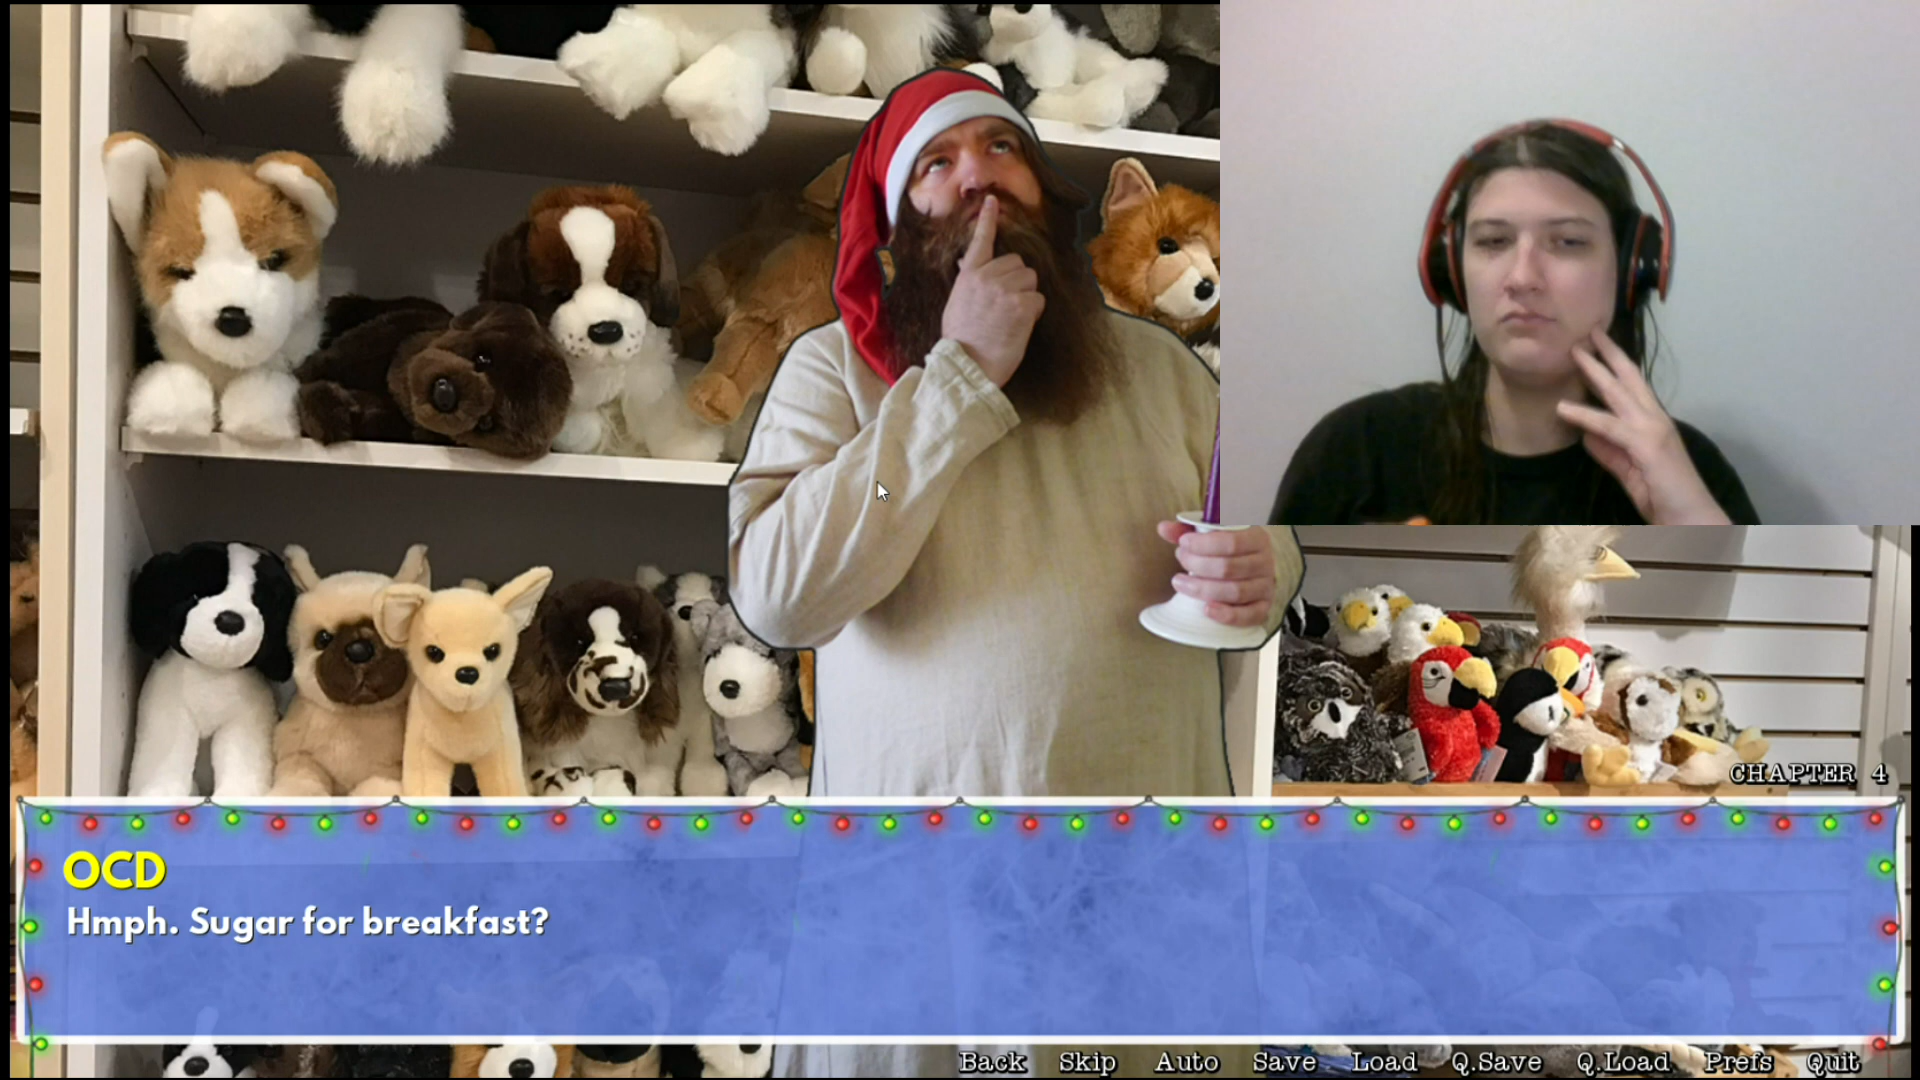 CHAPTER 4
OCD
Hmph. Sugar for breakfast?
Back Skip Auto Save Load Q.Save Q.Load Prefs Quit